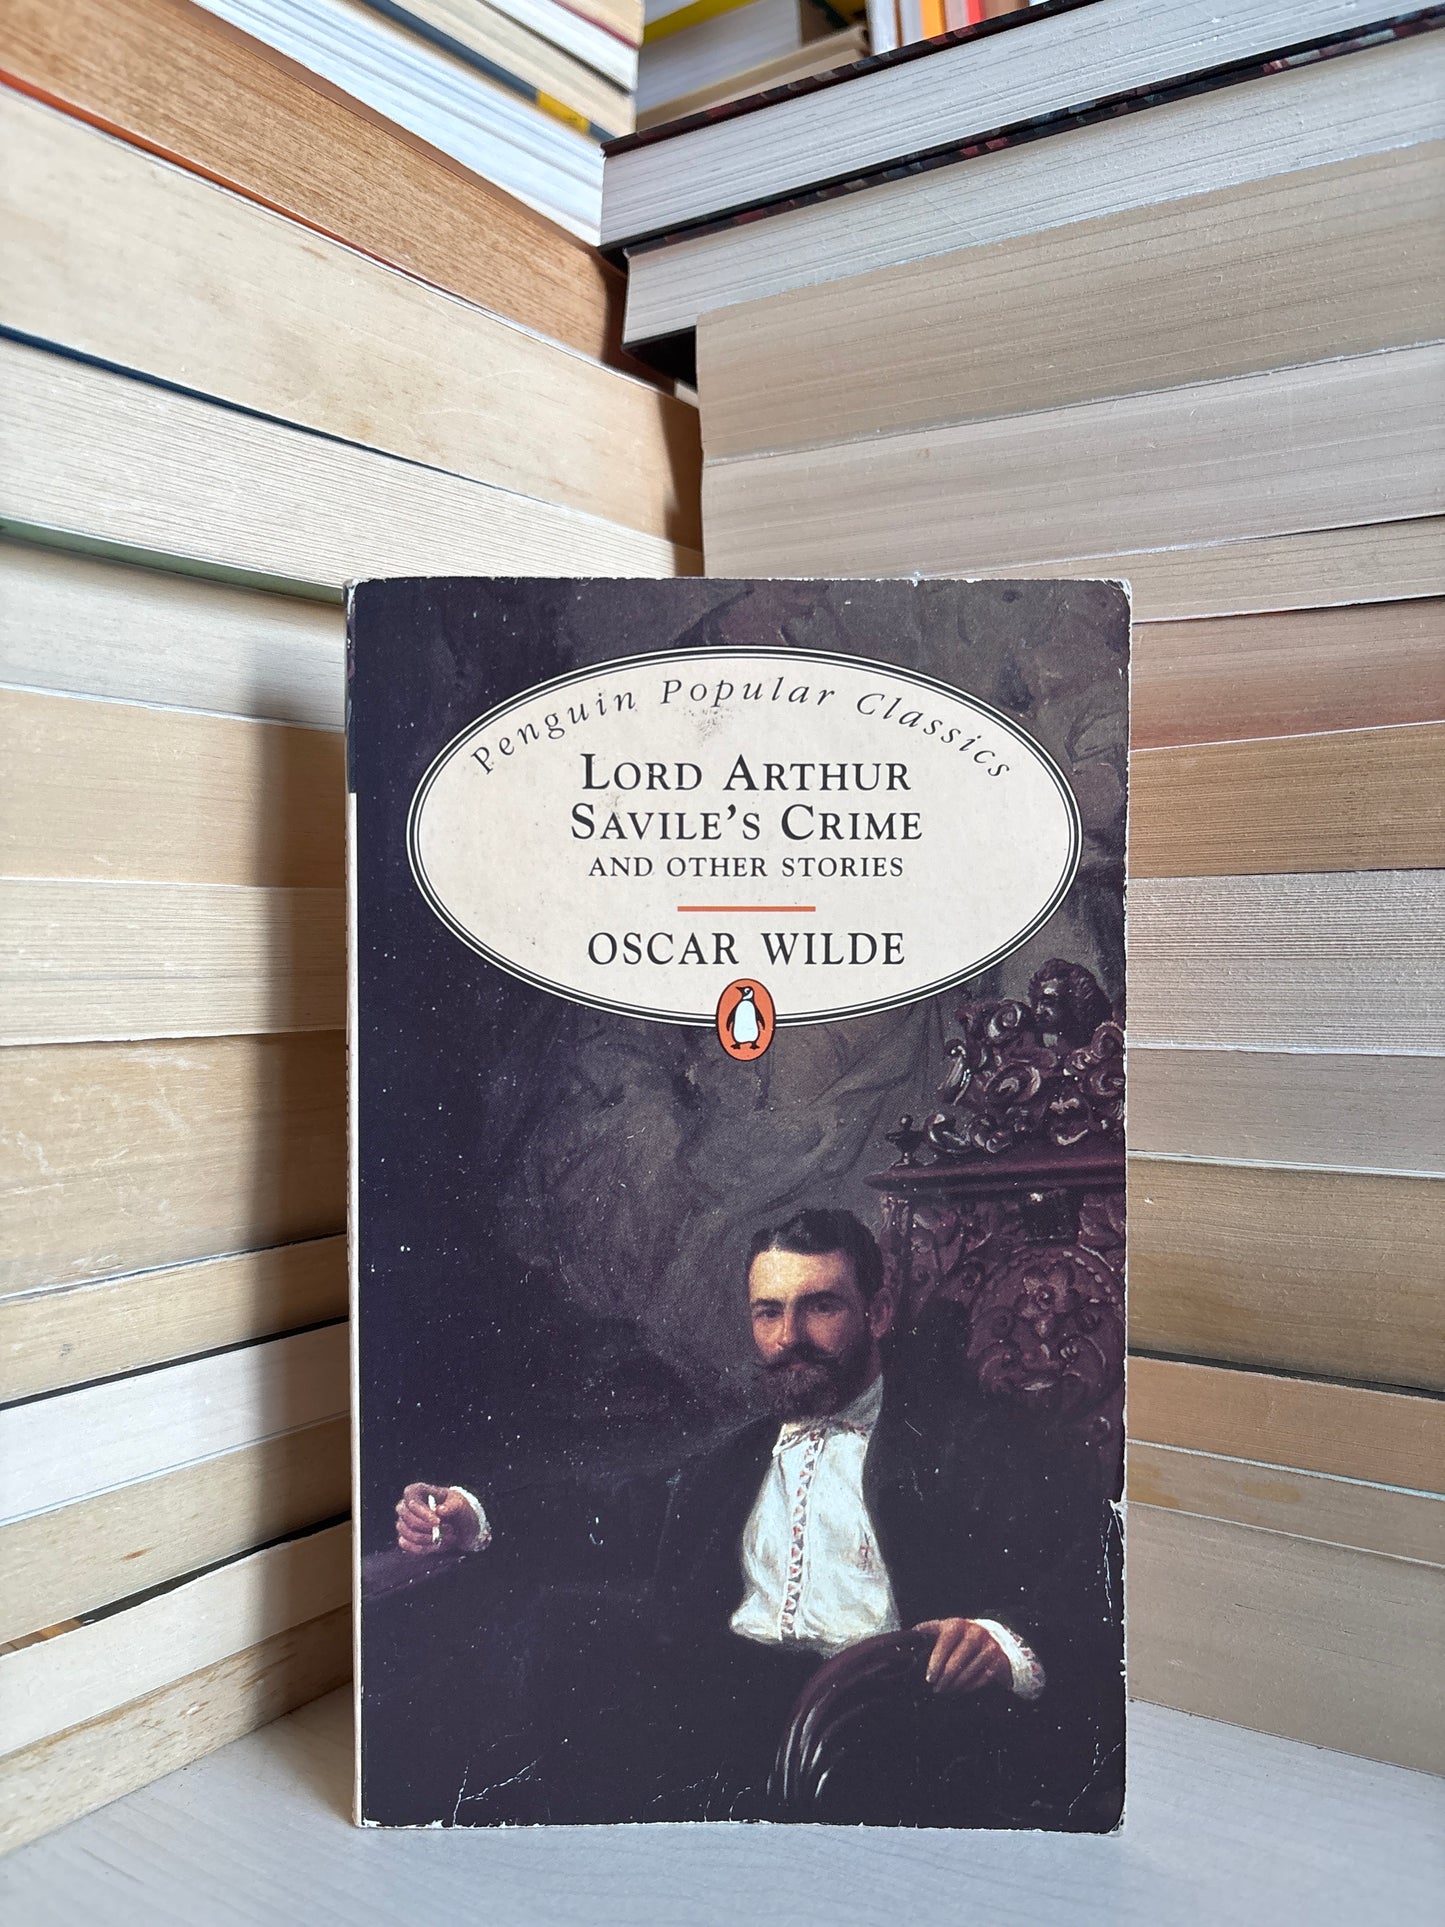 Penguin Popular Classics
LORD ARTHUR
SAVILE'S CRIME
AND OTHER STORIES
OSCAR WILDE